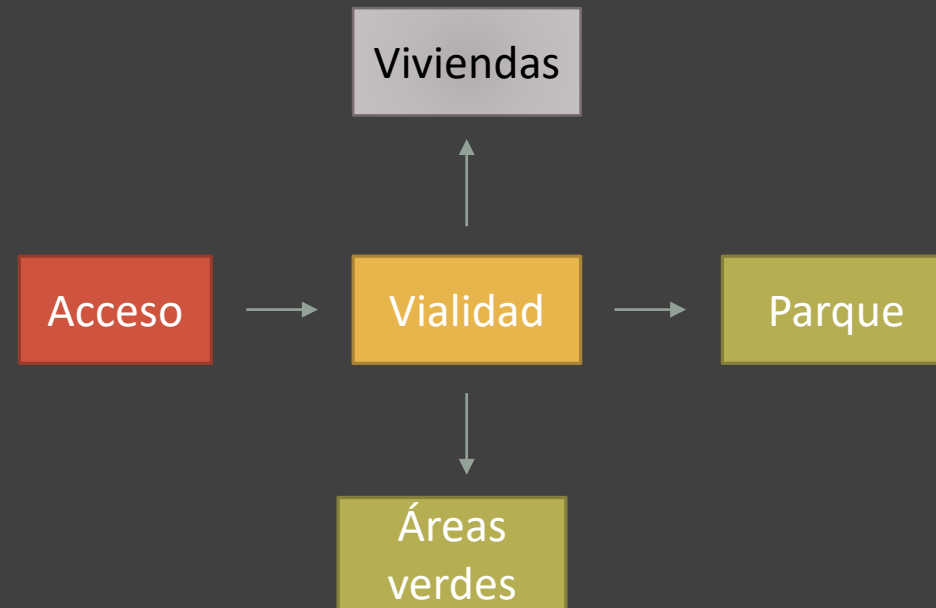 Viviendas
Acceso
Vialidad
Parque
Áreas
verdes